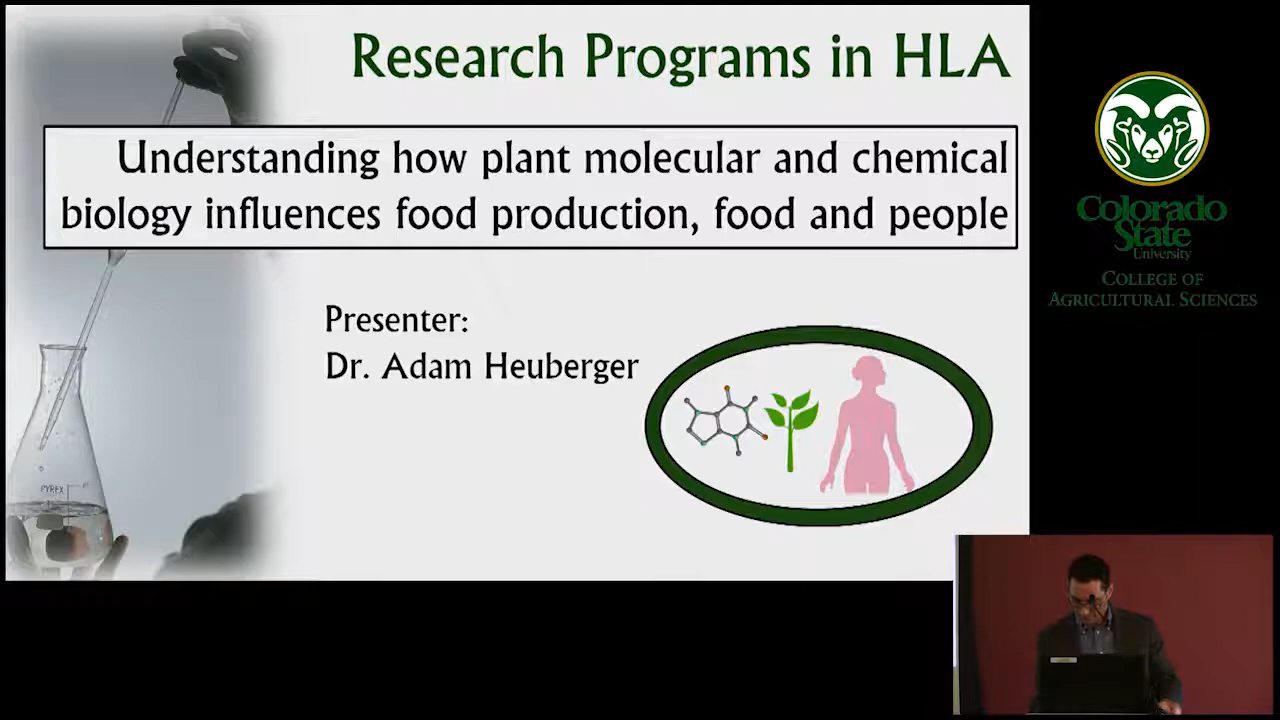 Research Programs in HLA
Understanding how plant molecular and chemical
biology influences food production, food and people
Presenter:
Dr. Adam Heuberger
PYREX
Colorado
State
University
COLLEGE OF
AGRICULTURAL SCIENCES